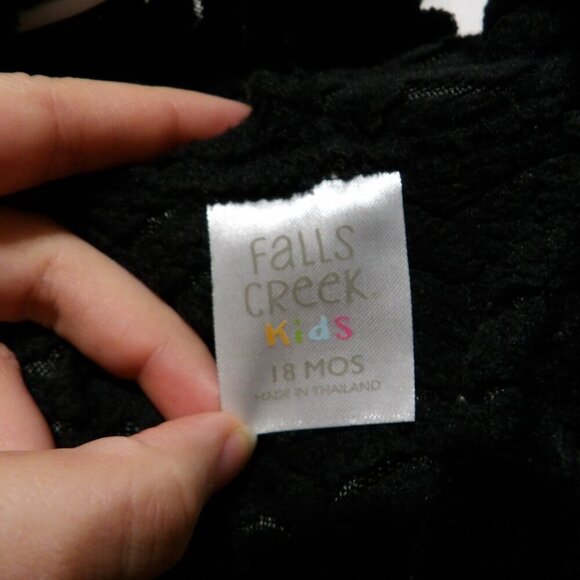 Falls
Creek
Kids
18 MOS
MADE IN THAILAND